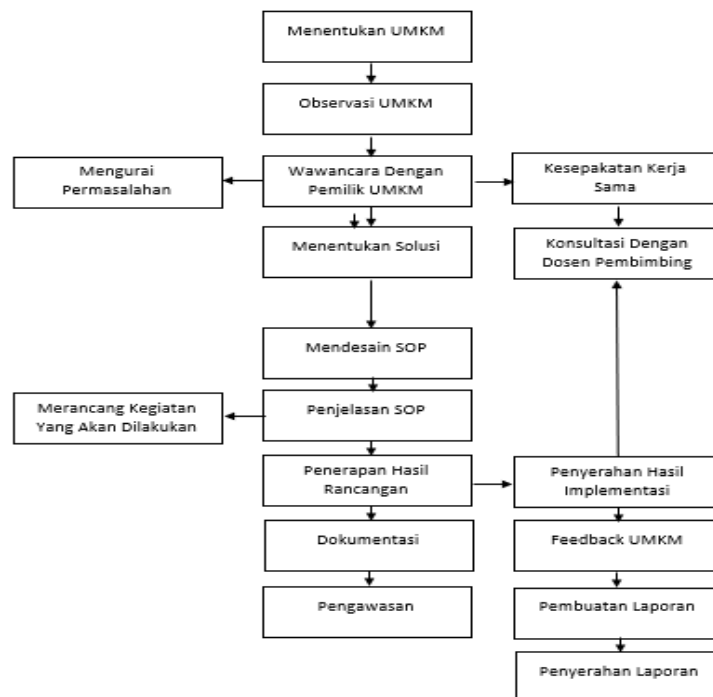 Menentukan UMKM
Observasi UMKM
Mengurai
Permasalahan
Wawancara Dengan
Pemilik UMKM
Kesepakatan Kerja
Sama
Menentukan Solusi
Konsultasi Dengan
Dosen Pembimbing
Mendesain SOP
Merancang Kegiatan
Yang Akan Dilakukan
Penjelasan SOP
Penerapan Hasil
Rancangan
Penyerahan Hasil
Implementasi
Dokumentasi
Feedback UMKM
Pengawasan
Pembuatan Laporan
Penyerahan Laporan